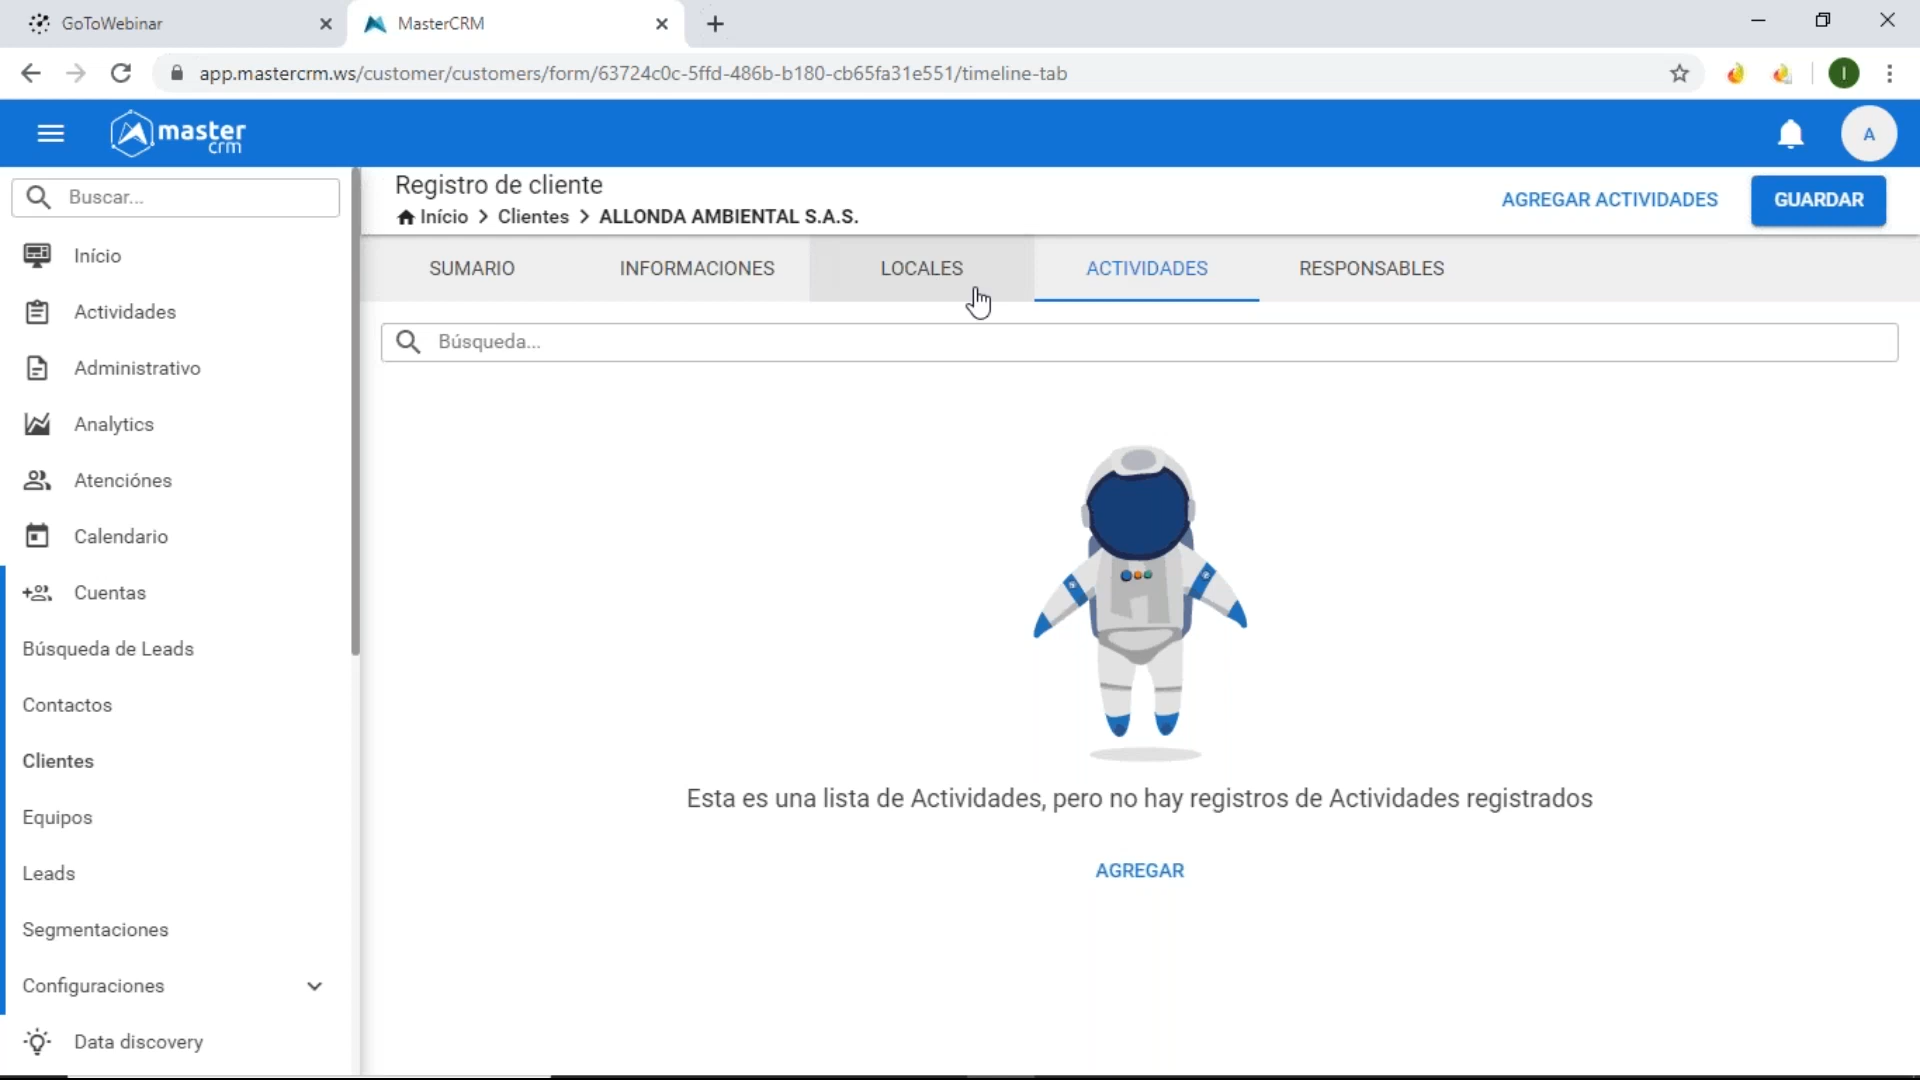 GoToWebinar
MasterCRM
app.mastercrm.ws/customer/customers/form/63724c0c-5ffd-486b-b180-cb65fa31e551/timeline-tab
I
master
crm
A
Buscar...
Registro de cliente
Início > Clientes > ALLONDA AMBIENTAL S.A.S.
AGREGAR ACTIVIDADES
GUARDAR
SUMARIO
INFORMACIONES
LOCALES
ACTIVIDADES
RESPONSABLES
Búsqueda...
Início
Actividades
Administrativo
Analytics
Atenciónes
Calendario
Cuentas
Búsqueda de Leads
Contactos
Clientes
Equipos
Leads
Segmentaciones
Configuraciones
Data discovery
Esta es una lista de Actividades, pero no hay registros de Actividades registrados
AGREGAR